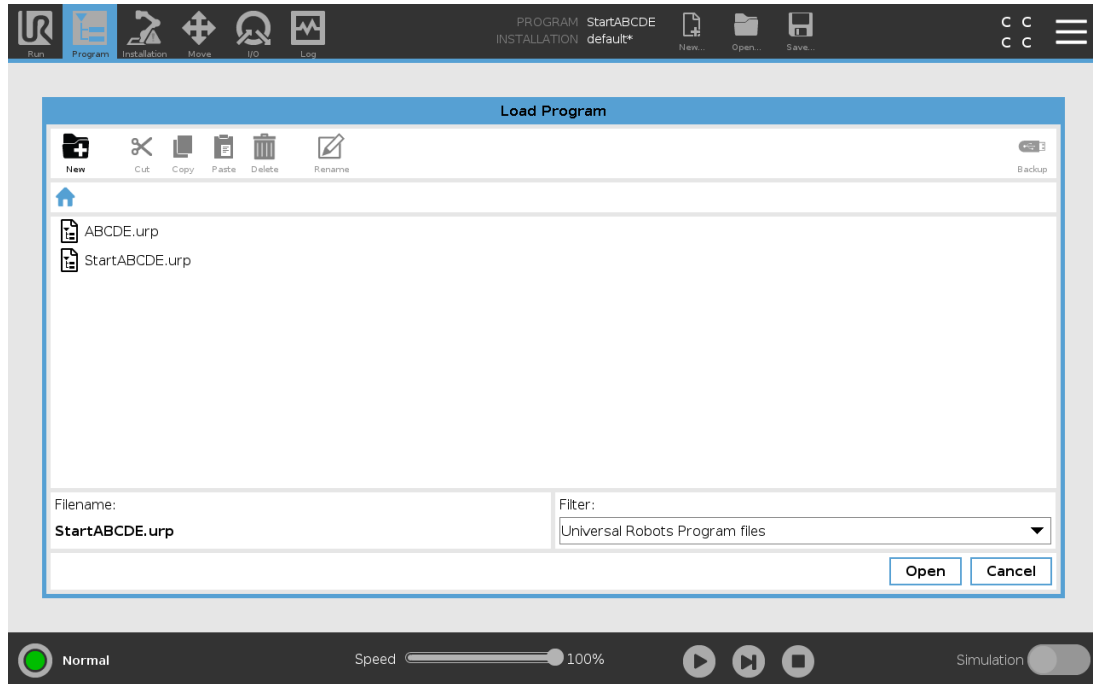 PROGRAM StartABCDE
INSTALLATION default*
C C
C C
Run Program Installation Move I/O Log New... Open... Save...
Load Program
New Cut Copy Paste Delete Rename Backup
ABCDE.urp
StartABCDE.urp
Filename:
StartABCDE.urp
Filter:
Universal Robots Program files
Open Cancel
Normal Speed 100% Simulation